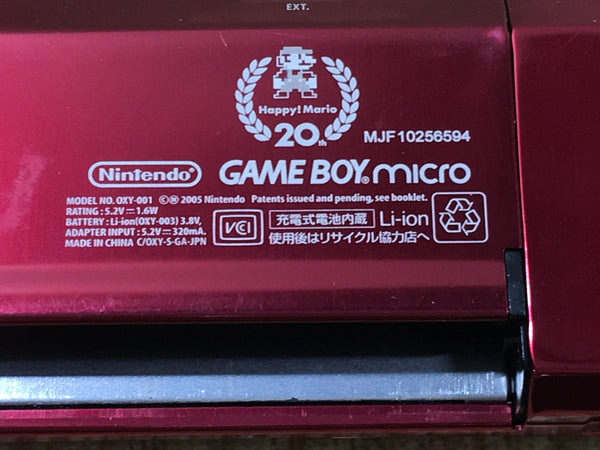 EXT.
Happy! Mario
20th
MJF10256594
Nintendo® GAME BOY® micro
MODEL NO. OXY-001 ©Ⓜ 2005 Nintendo Patents issued and pending, see booklet.
RATING : 5.2V⎓1.6W
BATTERY : Li-ion(OXY-003) 3.8V,
ADAPTER INPUT : 5.2V⎓320mA.
MADE IN CHINA C/OXY-S-GA-JPN
VCI
充電式電池内蔵 Li-ion
使用後はリサイクル協力店へ